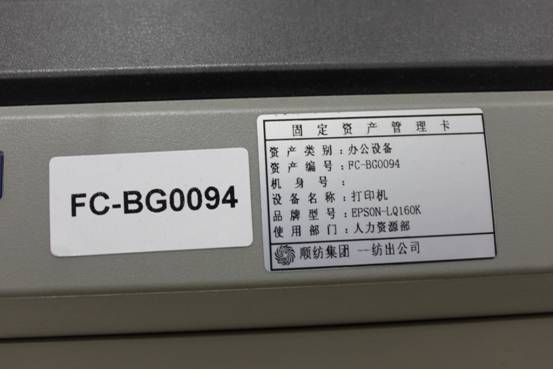 FC-BG0094
固定资产管理卡
资产类别：办公设备
资产编号：FC-BG0094
机身号：
设备名称：打印机
品牌型号：EPSON-LQ160K
使用部门：人力资源部
顺纺集团 一纺出公司